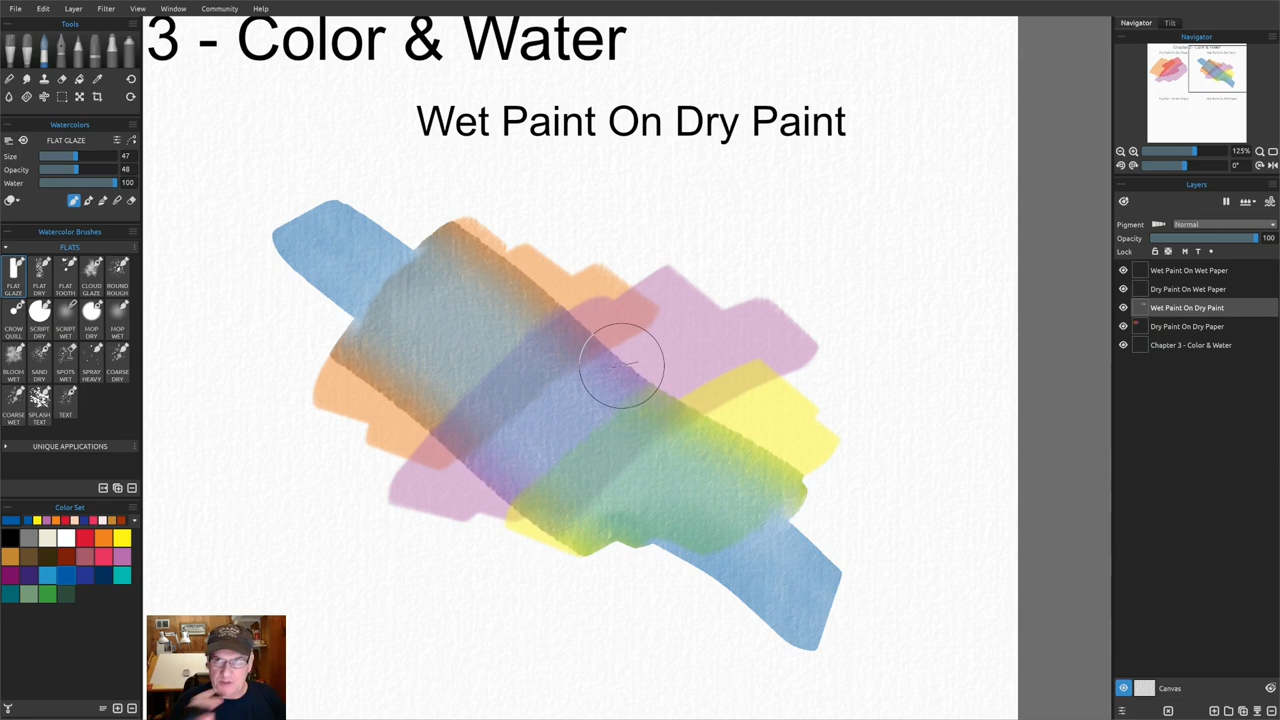 File Edit View Layer Filter Window Community Help
Tools
Watercolors
FLAT GLAZE
Size 47
Opacity 48
Water 100
Watercolor Brushes
FLATS
FLAT GLAZE
FLAT DRY
FLAT TOOTH
CLOUD GLAZE
ROUND ROUGH
CROW QUILL
SCRIPT DRY
SCRIPT WET
MOP DRY
MOP WET
BLOOM WET
SAND DRY
SPOTS WET
SPRAY HEAVY
COARSE DRY
COARSE WET
SPLASH TEXT
TEXT
UNIQUE APPLICATIONS
Color Set
3 - Color & Water
Wet Paint On Dry Paint
Navigator Tilt
Navigator
125%
0°
Layers
Pigment Normal
Opacity 100
Lock M T
Wet Paint On Wet Paper
Dry Paint On Wet Paper
Wet Paint On Dry Paint
Dry Paint On Dry Paper
Chapter 3 - Color & Water
Canvas